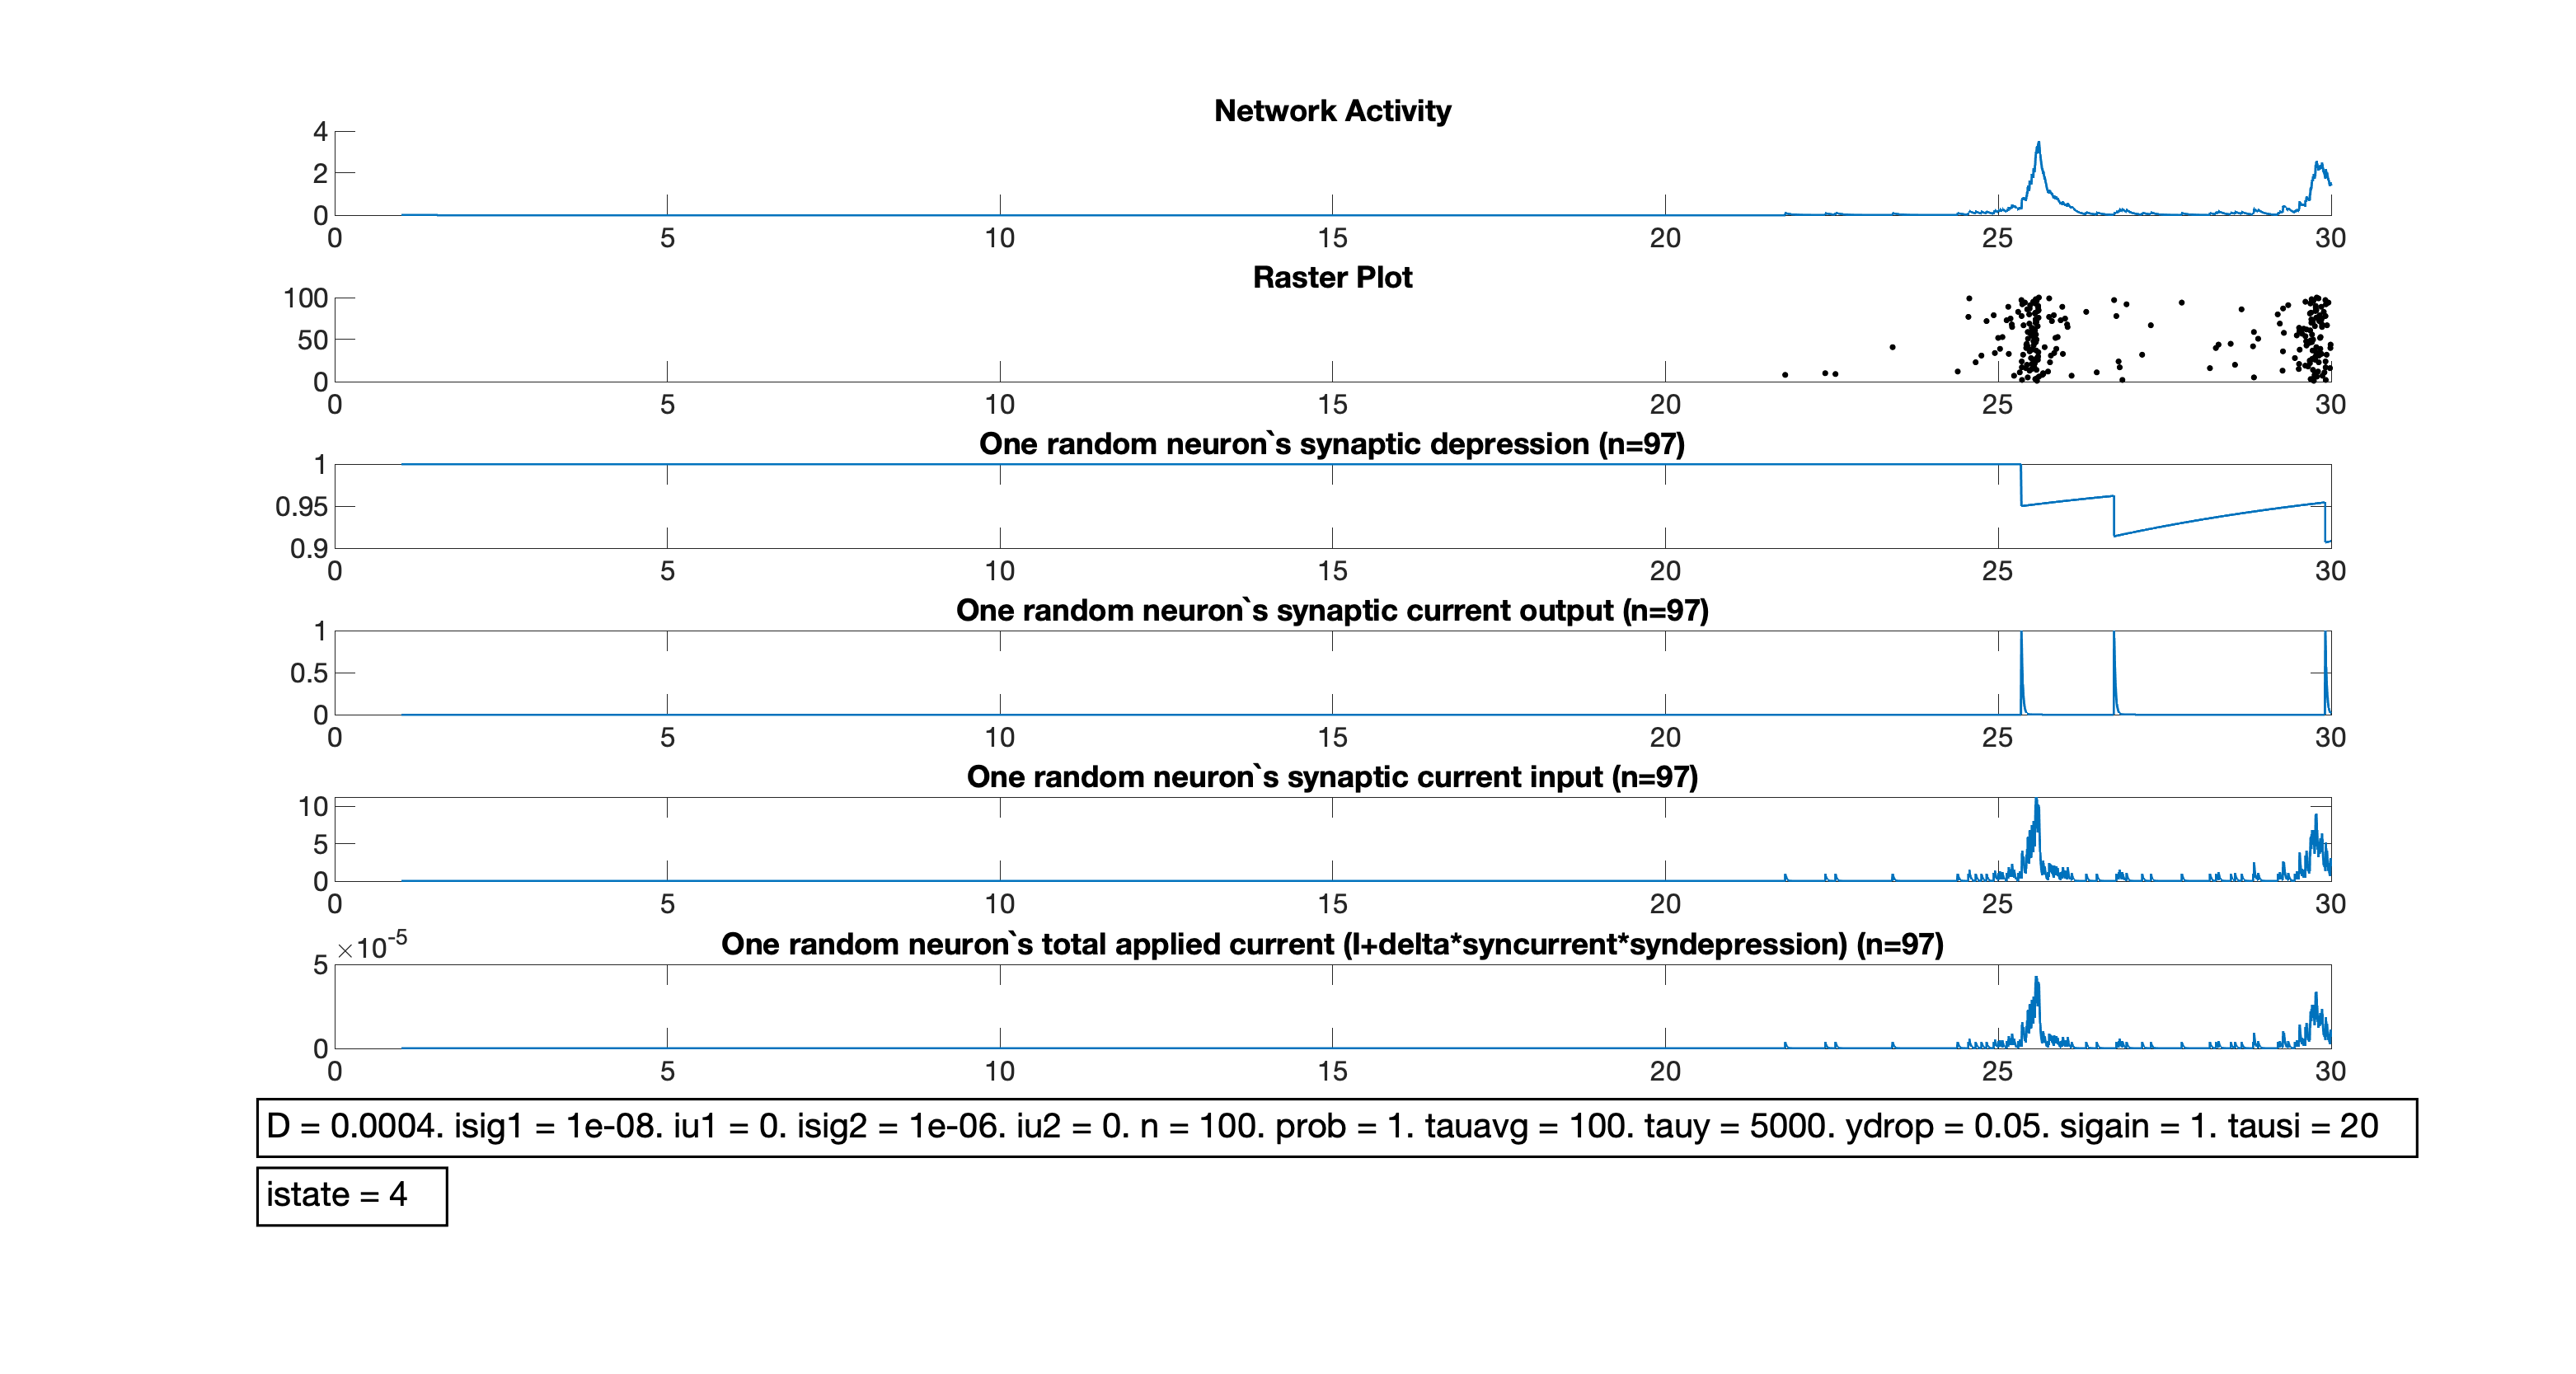 Network Activity
4
2
0
0 5 10 15 20 25 30
Raster Plot
100
50
0
0 5 10 15 20 25 30
One random neuron`s synaptic depression (n=97)
1
0.95
0.9
0 5 10 15 20 25 30
One random neuron`s synaptic current output (n=97)
1
0.5
0
0 5 10 15 20 25 30
One random neuron`s synaptic current input (n=97)
10
5
0
0 5 10 15 20 25 30
×10-5
One random neuron`s total applied current (I+delta*syncurrent*syndepression) (n=97)
5
0
0 5 10 15 20 25 30
D = 0.0004. isig1 = 1e-08. iu1 = 0. isig2 = 1e-06. iu2 = 0. n = 100. prob = 1. tauavg = 100. tauy = 5000. ydrop = 0.05. sigain = 1. tausi = 20
istate = 4